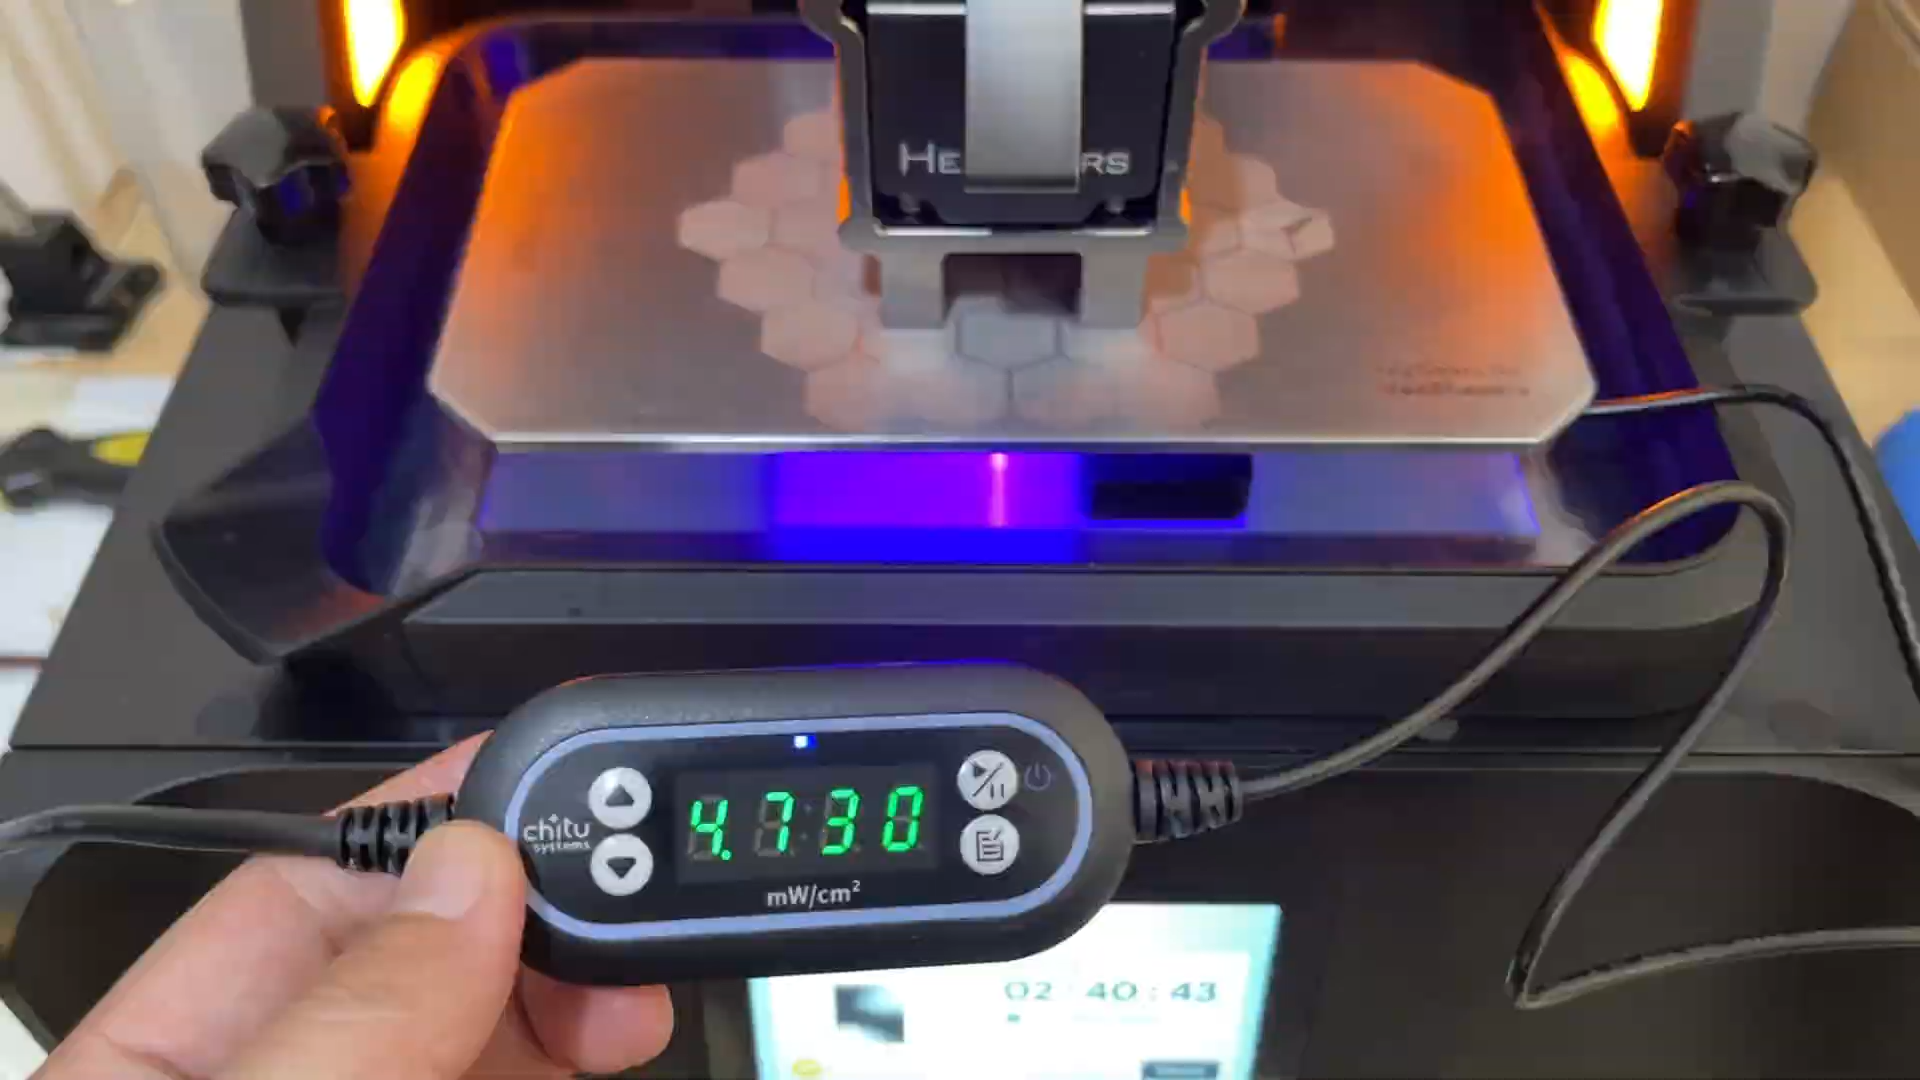 HE RS
chitu
systems
4.730
mW/cm²
02 : 40 : 43